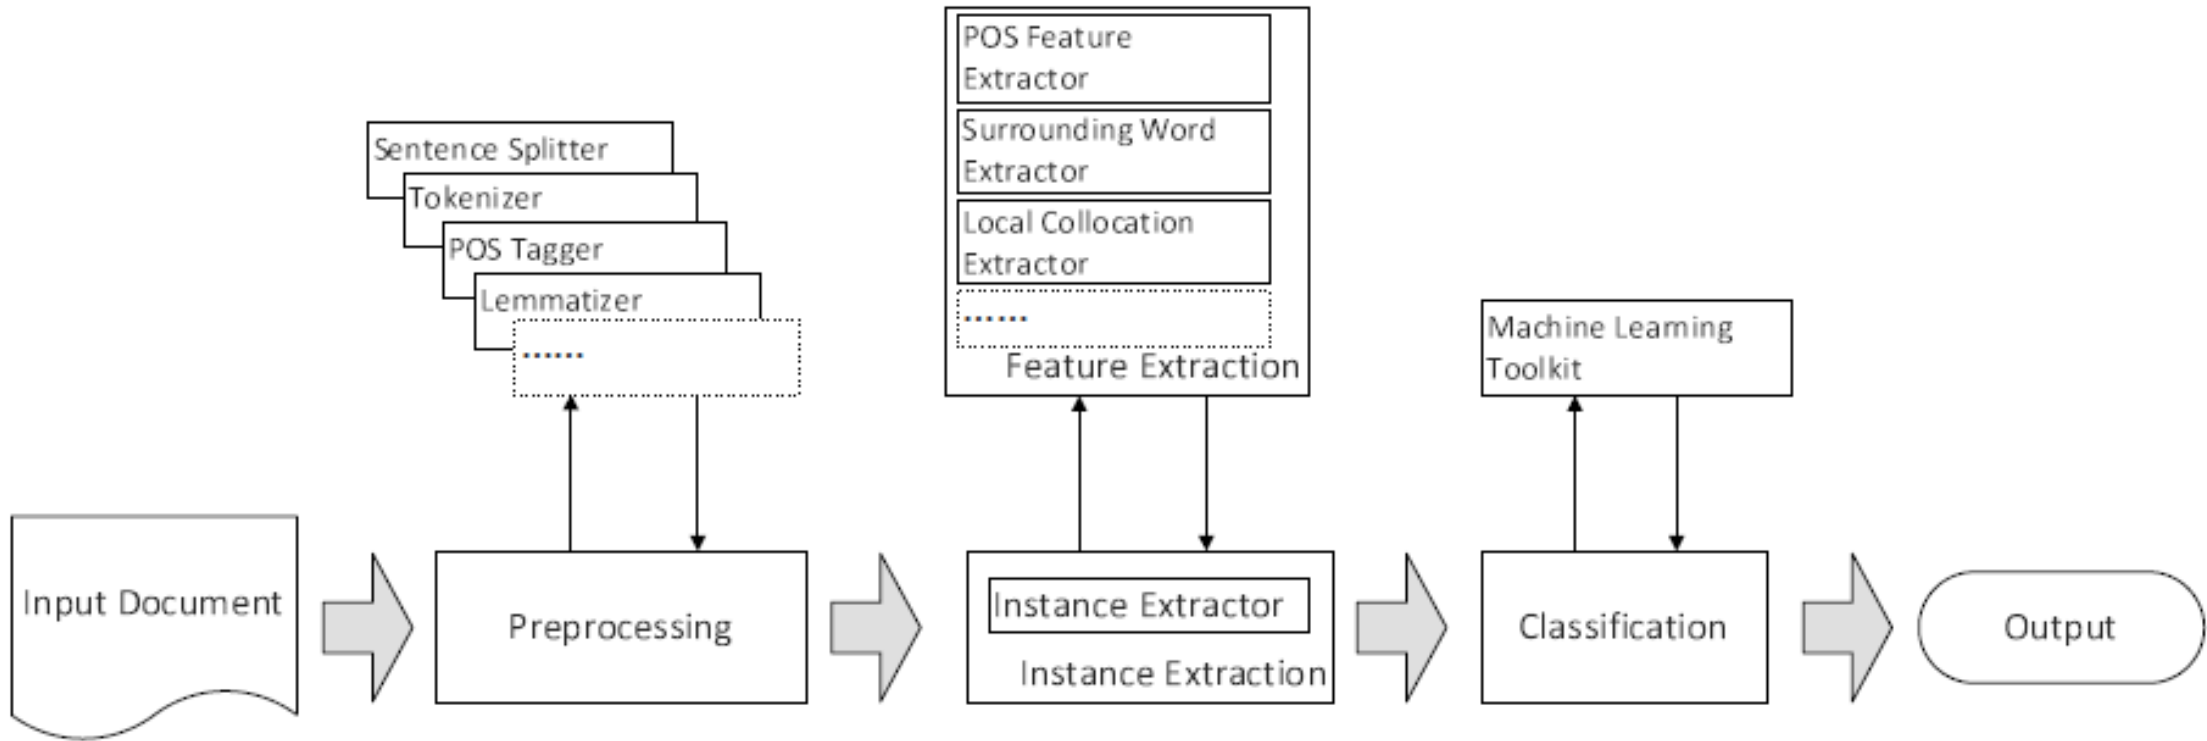 POS Feature
Extractor
Surrounding Word
Extractor
Local Collocation
Extractor
......
Feature Extraction
Sentence Splitter
Tokenizer
POS Tagger
Lemmatizer
......
Machine Learning
Toolkit
Input Document
Preprocessing
Instance Extractor
Instance Extraction
Classification
Output